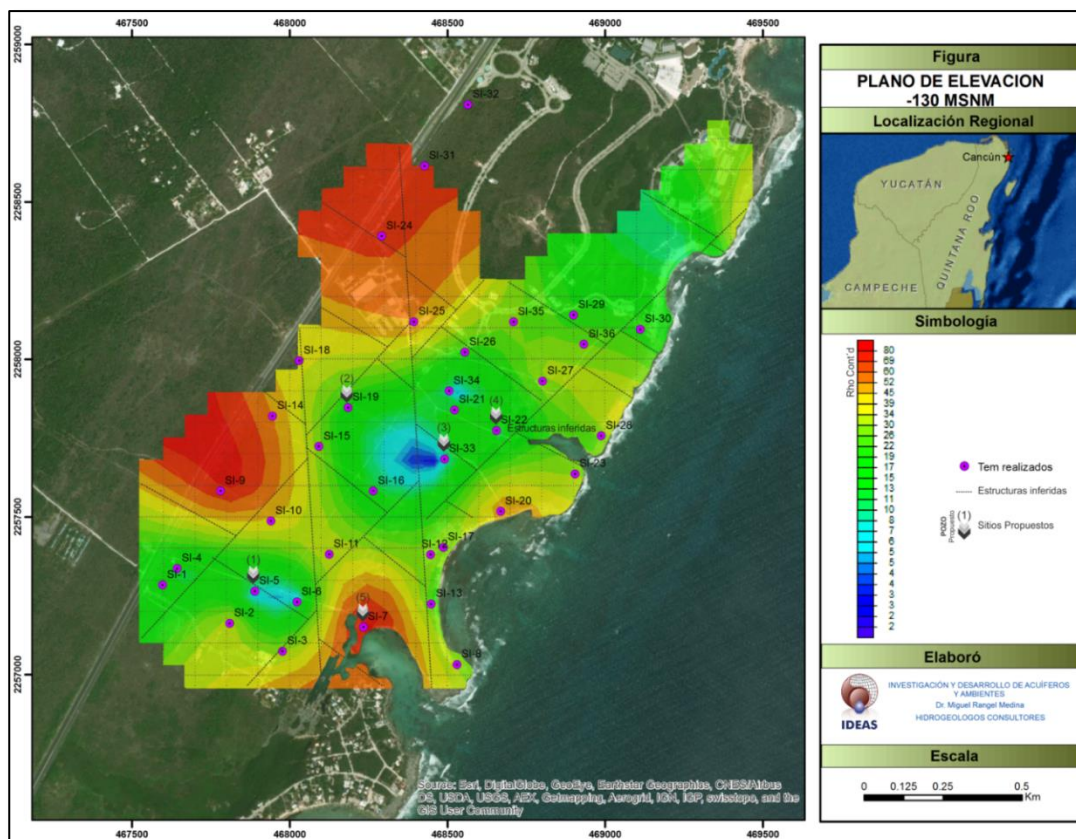 467500
468000
468500
469000
469500
2259000
2258500
2258000
2257500
2257000
SI-32
SI-31
SI-24
SI-25
SI-35
SI-29
SI-30
SI-36
SI-18
SI-26
SI-27
(2)
SI-34
SI-19
SI-21
(4)
SI-14
SI-22
Estructuras inferidas
SI-28
SI-15
(3)
SI-33
SI-23
SI-9
SI-16
SI-20
SI-10
SI-17
SI-12
SI-11
SI-4
SI-1
(1)
SI-5
SI-6
SI-13
(5)
SI-2
SI-7
SI-3
SI-8
Source: Esri, DigitalGlobe, GeoEye, Earthstar Geographics, CNES/Airbus
DS, USDA, USGS, AEX, Getmapping, Aerogrid, IGN, IGP, swisstopo, and the
GIS User Community
467500
468000
468500
469000
469500
Figura
PLANO DE ELEVACION
-130 MSNM
Localización Regional
Cancún
YUCATÁN
QUINTANA ROO
CAMPECHE
Simbología
Rho Cont'd
80
69
60
52
45
39
34
30
26
22
19
17
15
13
11
10
8
7
6
5
4
3
3
2
2
Tem realizados
Estructuras inferidas
POZO
Propuesto
(1)
Sitios Propuestos
Elaboró
IDEAS
INVESTIGACIÓN Y DESARROLLO DE ACUÍFEROS
Y AMBIENTES
Dr. Miguel Rangel Medina
HIDROGEOLOGOS CONSULTORES
Escala
0 0.125 0.25 0.5
Km